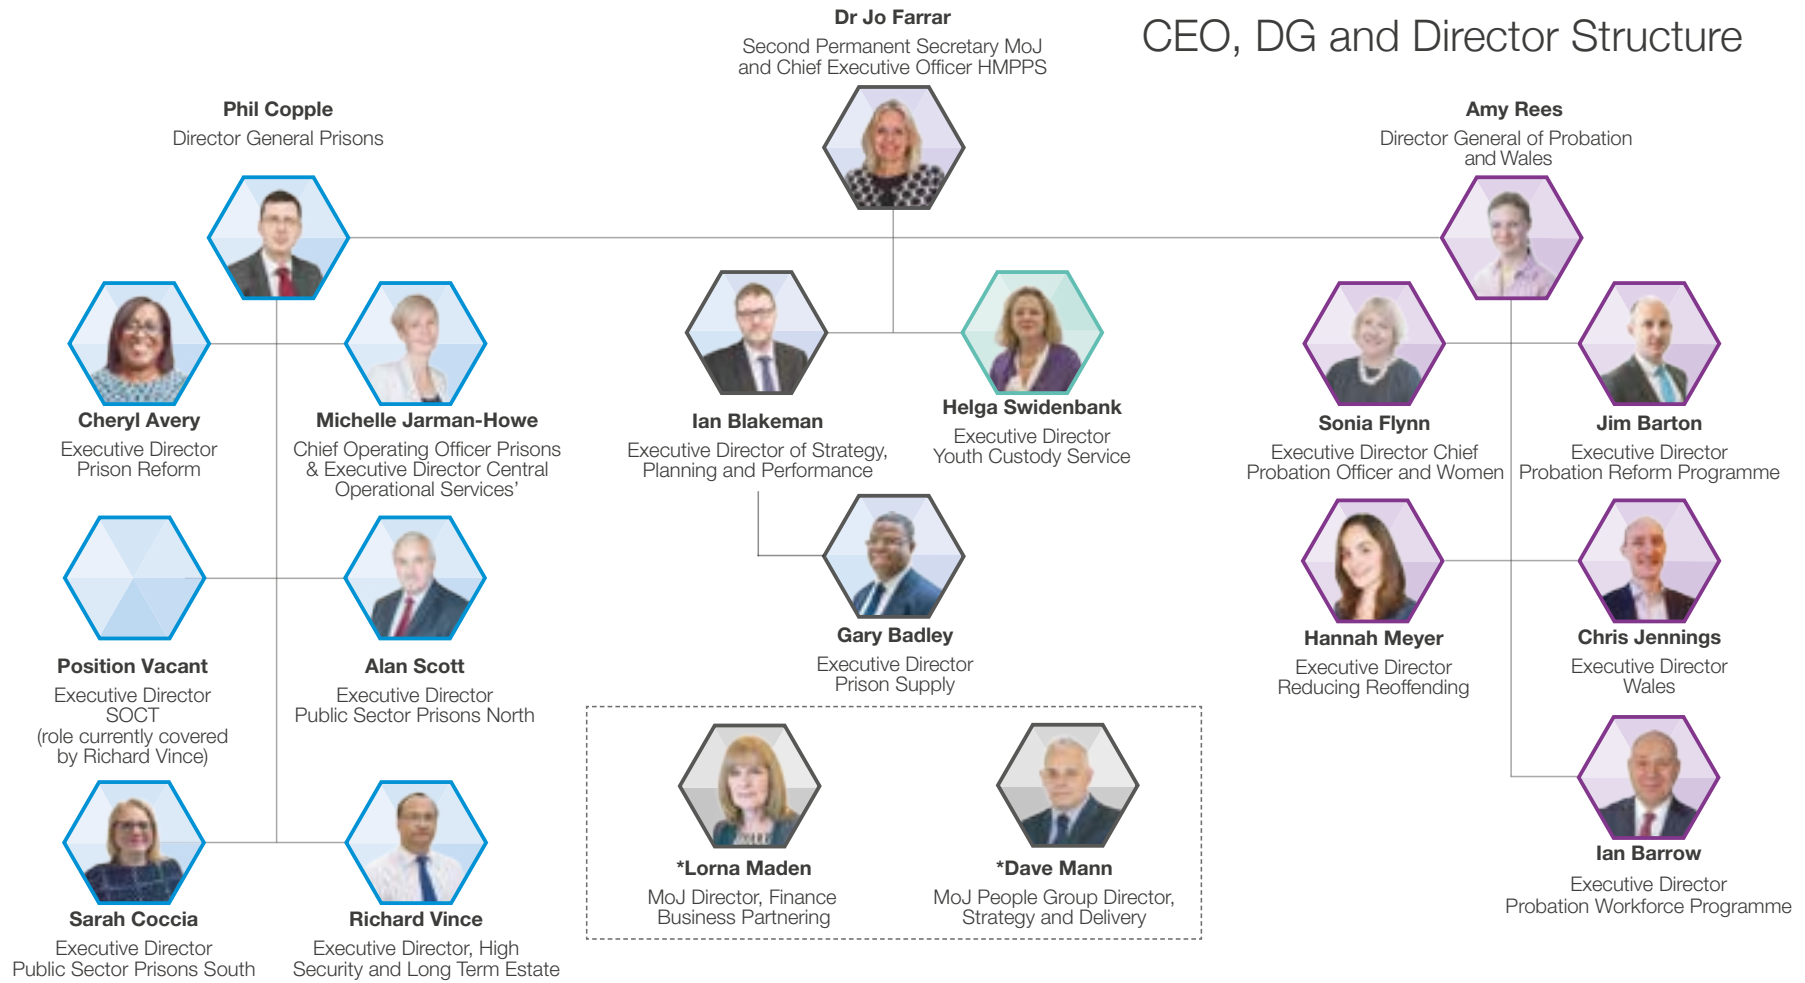 CEO, DG and Director Structure
Dr Jo Farrar
Second Permanent Secretary MoJ
and Chief Executive Officer HMPPS
Phil Copple
Director General Prisons
Amy Rees
Director General of Probation
and Wales
Cheryl Avery
Executive Director
Prison Reform
Michelle Jarman-Howe
Chief Operating Officer Prisons
& Executive Director Central
Operational Services’
Ian Blakeman
Executive Director of Strategy,
Planning and Performance
Helga Swidenbank
Executive Director
Youth Custody Service
Sonia Flynn
Executive Director Chief
Probation Officer and Women
Jim Barton
Executive Director
Probation Reform Programme
Position Vacant
Executive Director
SOCT
(role currently covered
by Richard Vince)
Alan Scott
Executive Director
Public Sector Prisons North
Gary Badley
Executive Director
Prison Supply
Hannah Meyer
Executive Director
Reducing Reoffending
Chris Jennings
Executive Director
Wales
Sarah Coccia
Executive Director
Public Sector Prisons South
Richard Vince
Executive Director, High
Security and Long Term Estate
*Lorna Maden
MoJ Director, Finance
Business Partnering
*Dave Mann
MoJ People Group Director,
Strategy and Delivery
Ian Barrow
Executive Director
Probation Workforce Programme